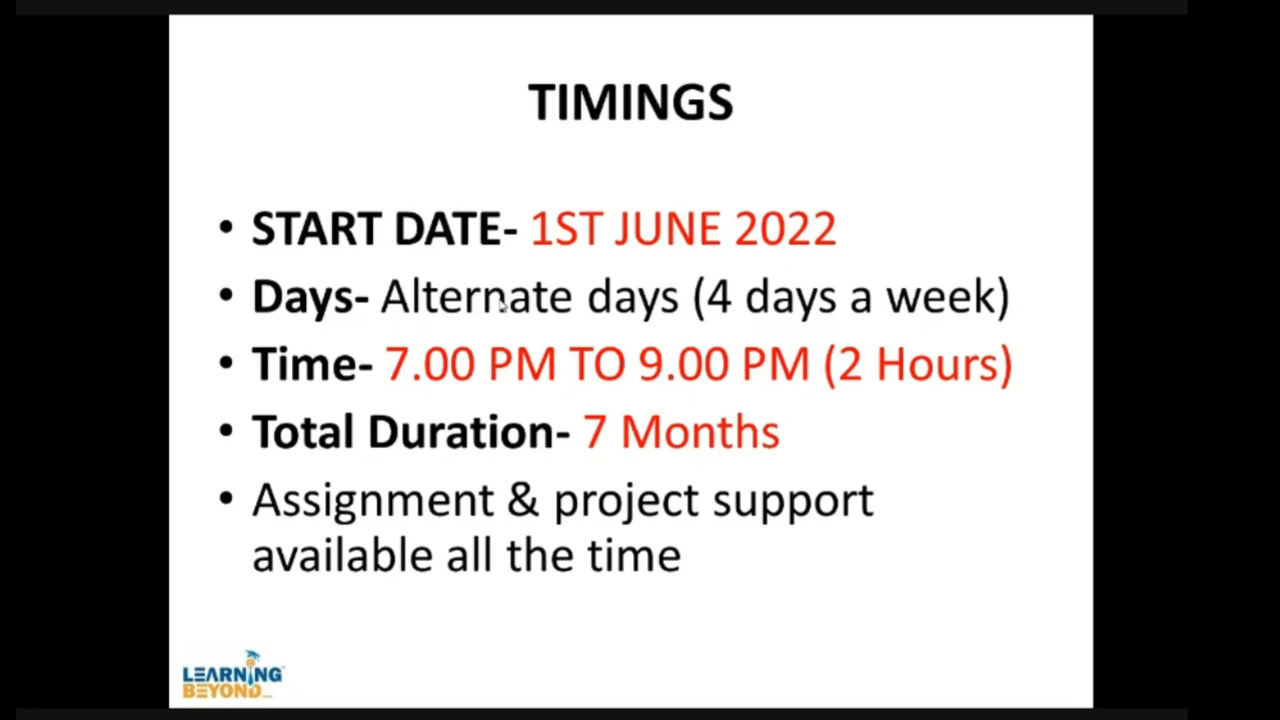 TIMINGS
• START DATE- 1ST JUNE 2022
• Days- Alternate days (4 days a week)
• Time- 7.00 PM TO 9.00 PM (2 Hours)
• Total Duration- 7 Months
• Assignment & project support
available all the time
LEARNING
BEYOND...